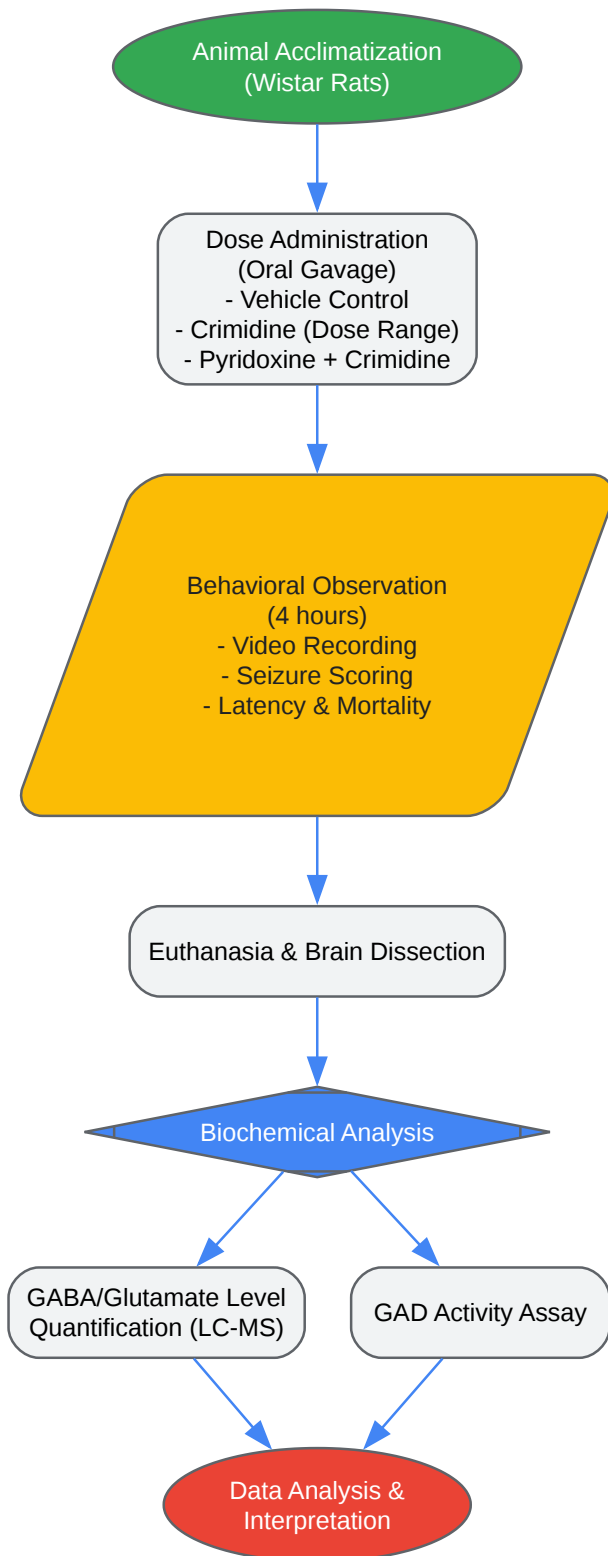 Animal Acclimatization
(Wistar Rats)
Dose Administration
(Oral Gavage)
- Vehicle Control
- Crimidine (Dose Range)
- Pyridoxine + Crimidine
Behavioral Observation
(4 hours)
- Video Recording
- Seizure Scoring
- Latency & Mortality
Euthanasia & Brain Dissection
Biochemical Analysis
GABA/Glutamate Level
Quantification (LC-MS)
GAD Activity Assay
Data Analysis &
Interpretation